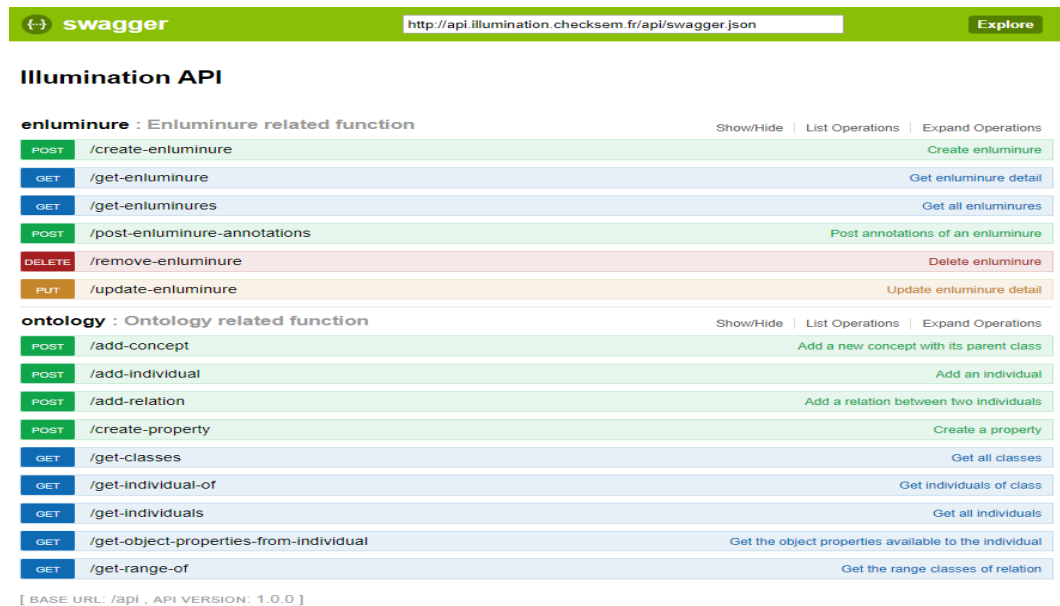 {··} swagger http://api.illumination.checksem.fr/api/swagger.json Explore
Illumination API
enluminure : Enluminure related function Show/Hide | List Operations | Expand Operations
POST /create-enluminure Create enluminure
GET /get-enluminure Get enluminure detail
GET /get-enluminures Get all enluminures
POST /post-enluminure-annotations Post annotations of an enluminure
DELETE /remove-enluminure Delete enluminure
PUT /update-enluminure Update enluminure detail
ontology : Ontology related function Show/Hide | List Operations | Expand Operations
POST /add-concept Add a new concept with its parent class
POST /add-individual Add an individual
POST /add-relation Add a relation between two individuals
POST /create-property Create a property
GET /get-classes Get all classes
GET /get-individual-of Get individuals of class
GET /get-individuals Get all individuals
GET /get-object-properties-from-individual Get the object properties available to the individual
GET /get-range-of Get the range classes of relation
[ BASE URL: /api , API VERSION: 1.0.0 ]